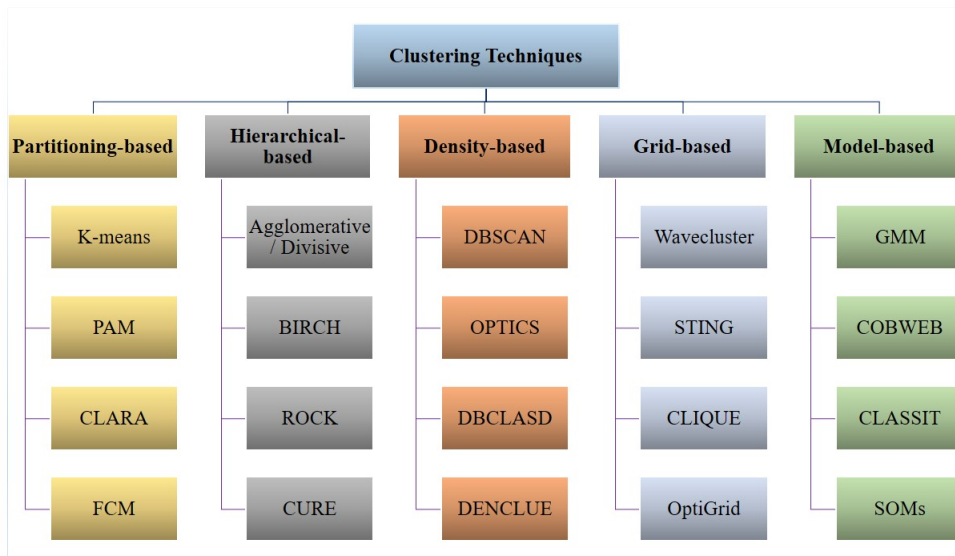 Clustering Techniques
Partitioning-based
Hierarchical-
based
Density-based
Grid-based
Model-based
K-means
Agglomerative
/ Divisive
DBSCAN
Wavecluster
GMM
PAM
BIRCH
OPTICS
STING
COBWEB
CLARA
ROCK
DBCLASD
CLIQUE
CLASSIT
FCM
CURE
DENCLUE
OptiGrid
SOMs